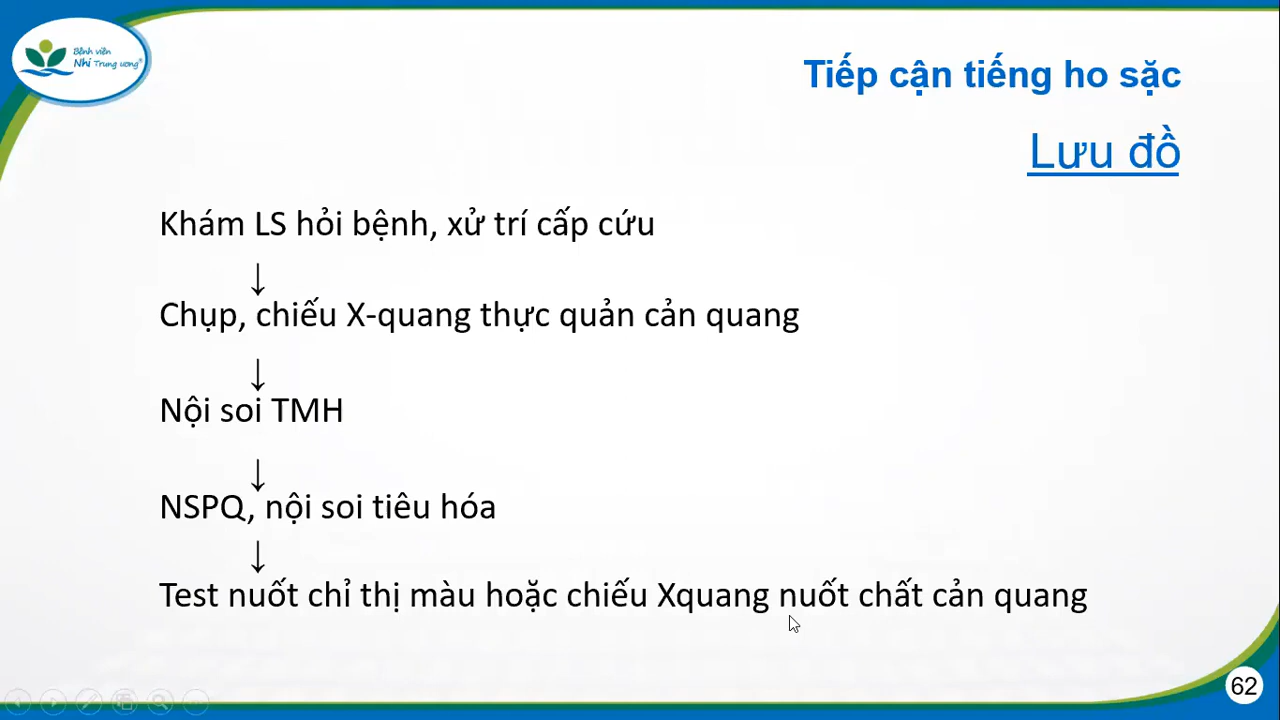 Bệnh viện
Nhi Trung ương®
Tiếp cận tiếng ho sặc
Lưu đồ
Khám LS hỏi bệnh, xử trí cấp cứu
↓
Chụp, chiếu X-quang thực quản cản quang
↓
Nội soi TMH
↓
NSPQ, nội soi tiêu hóa
↓
Test nuốt chỉ thị màu hoặc chiếu Xquang nuốt chất cản quang
62